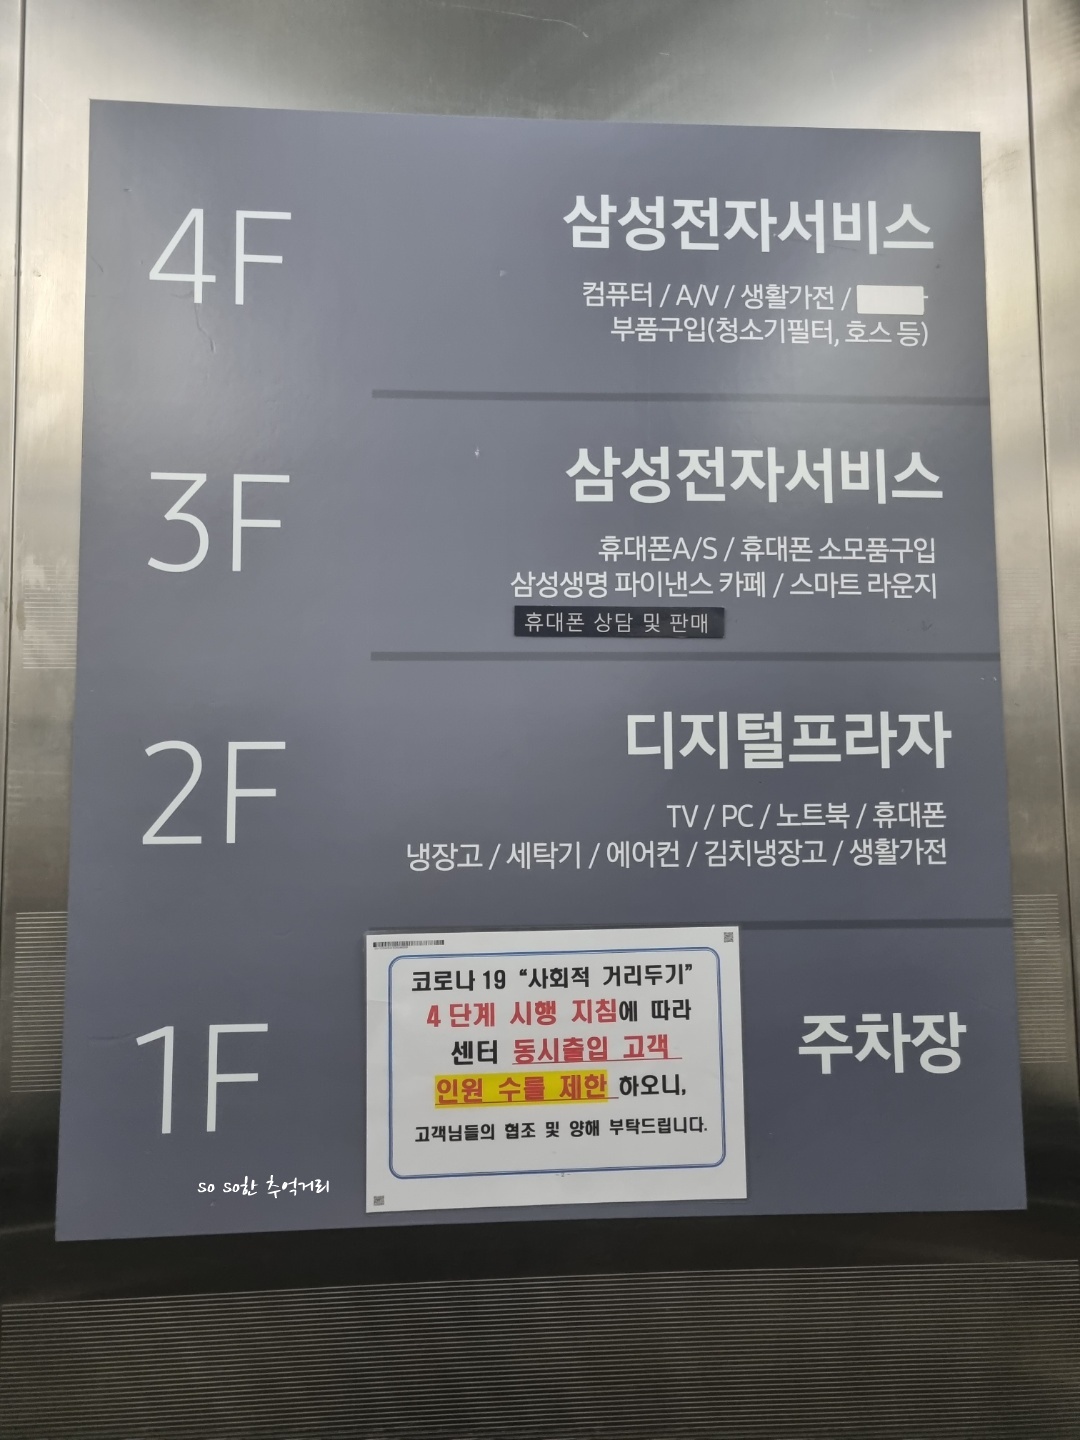 4F
삼성전자서비스
컴퓨터 / A/V / 생활가전 /
부품구입(청소기필터, 호스 등)
3F
삼성전자서비스
휴대폰A/S / 휴대폰 소모품구입
삼성생명 파이낸스 카페 / 스마트 라운지
휴대폰 상담 및 판매
2F
디지털프라자
TV / PC / 노트북 / 휴대폰
냉장고 / 세탁기 / 에어컨 / 김치냉장고 / 생활가전
1F
주차장
코로나 19 “사회적 거리두기”
4 단계 시행 지침에 따라
센터 동시출입 고객
인원 수를 제한 하오니,
고객님들의 협조 및 양해 부탁드립니다.
so so한 추억거리